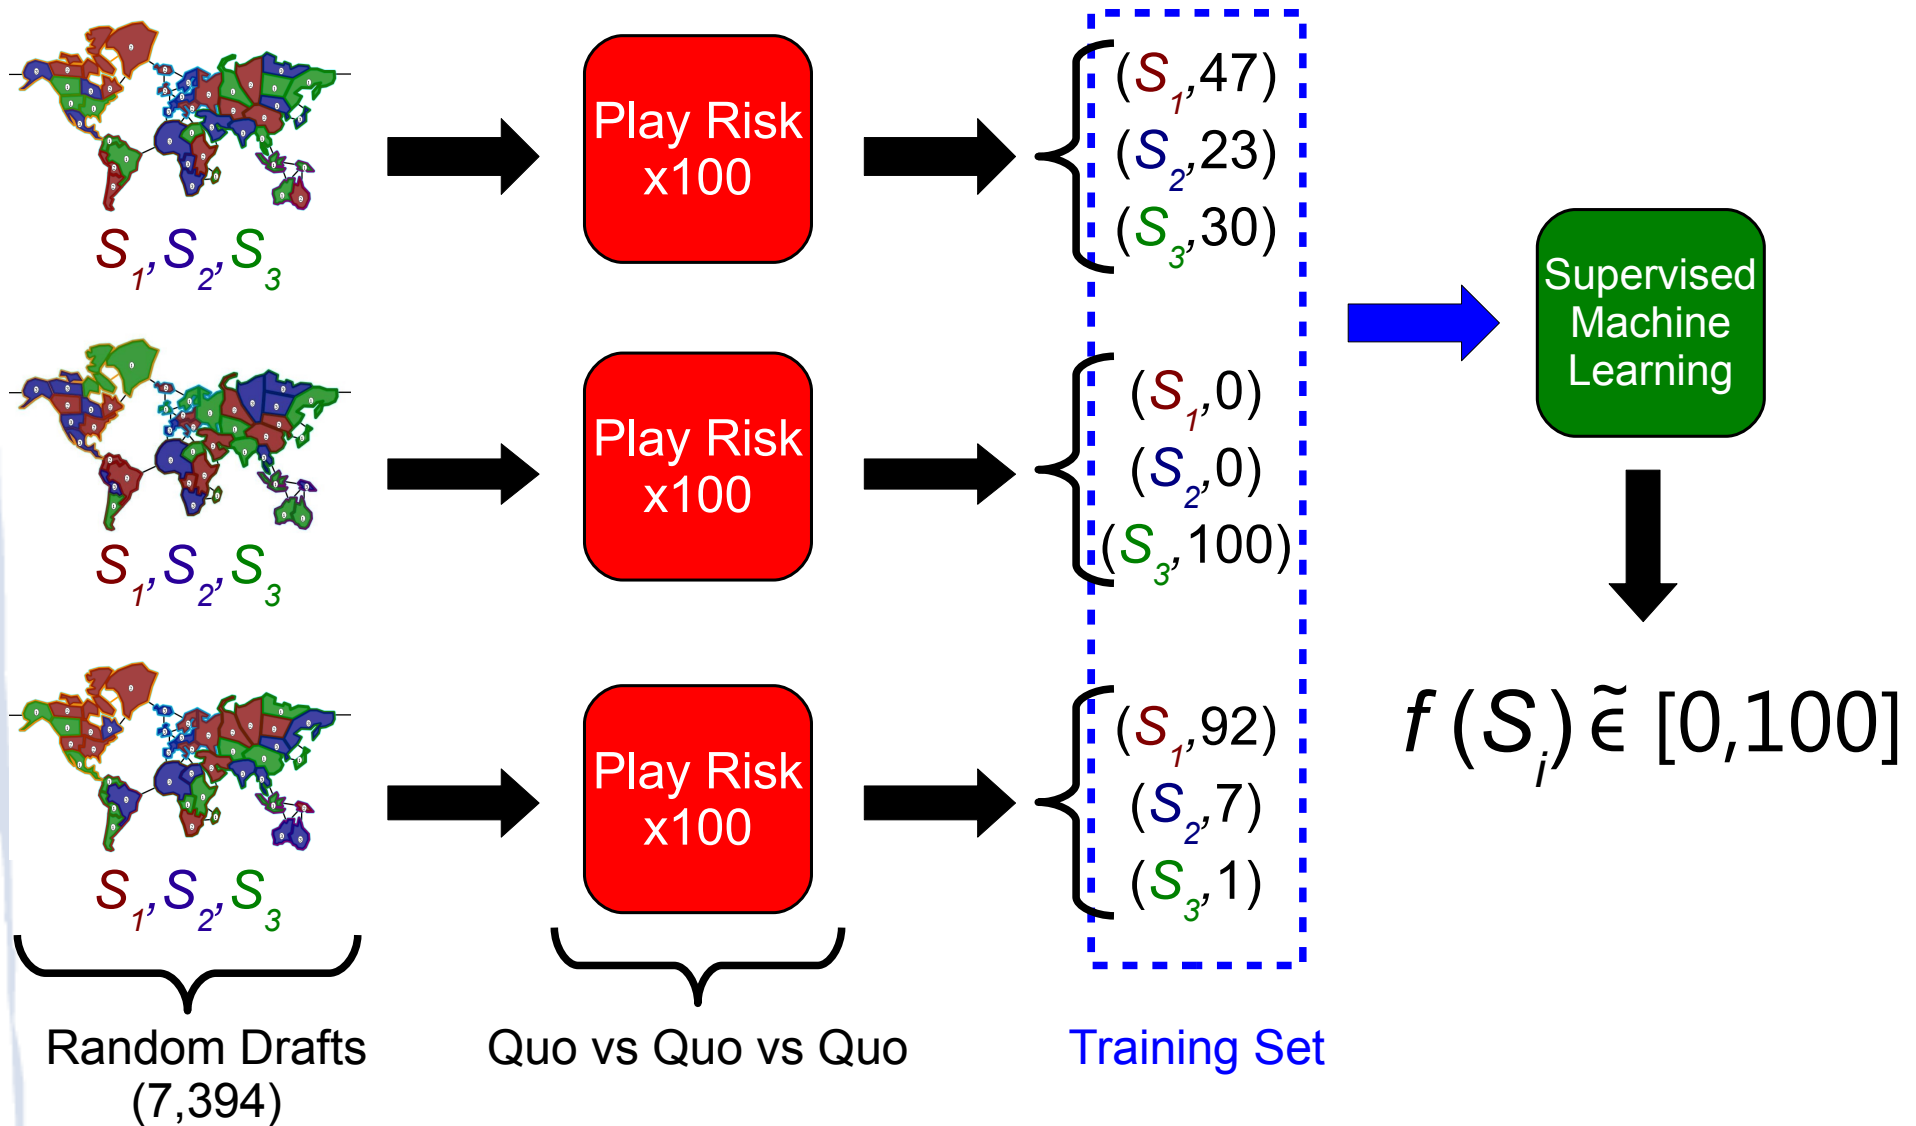 S1, S2, S3
Play Risk
x100
(S1,47)
(S2,23)
(S3,30)
S1, S2, S3
Play Risk
x100
(S1,0)
(S2,0)
(S3,100)
S1, S2, S3
Play Risk
x100
(S1,92)
(S2,7)
(S3,1)
Supervised
Machine
Learning
f (Si) ϵ̃ [0,100]
Random Drafts
(7,394)
Quo vs Quo vs Quo
Training Set